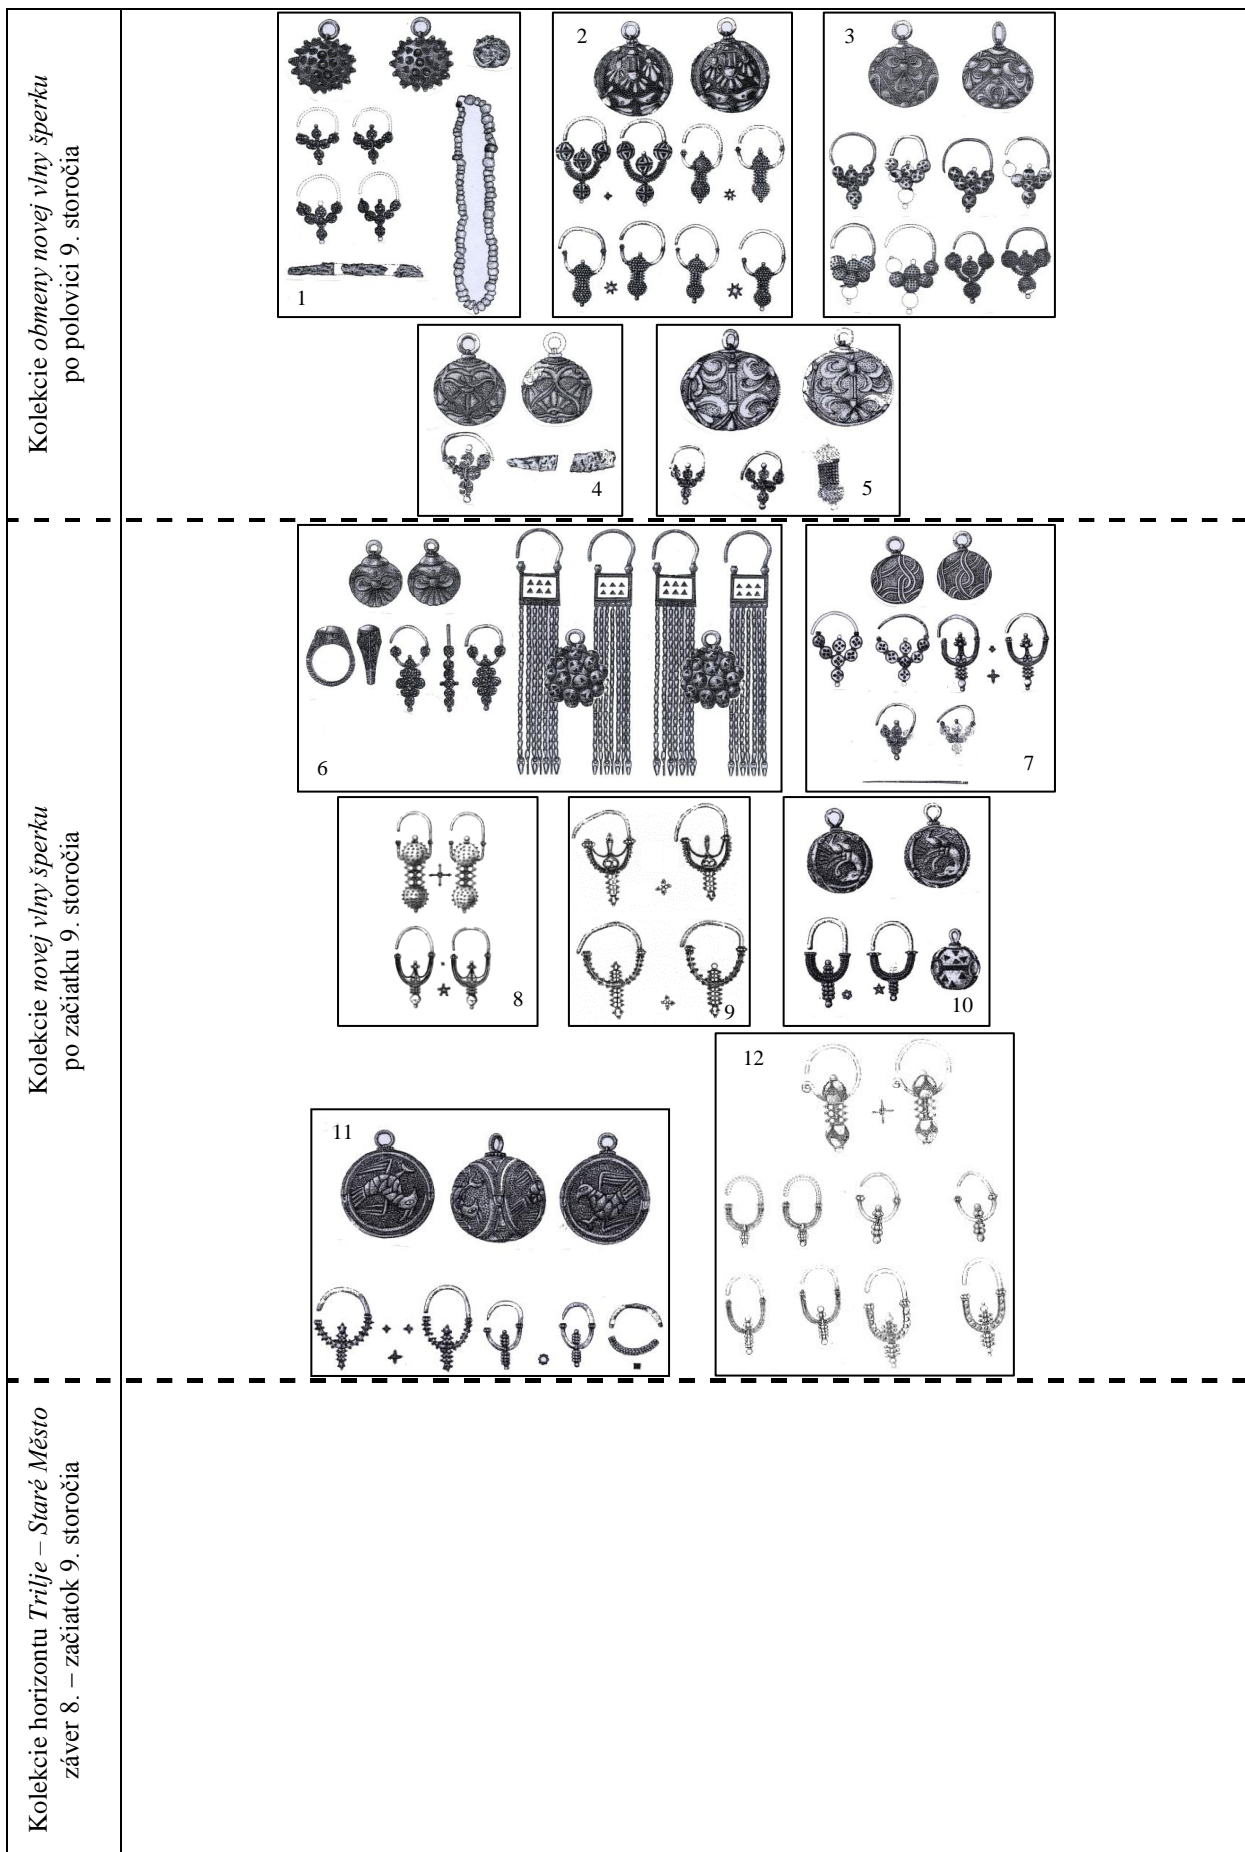 Kolekcie obmeny novej vlny šperku
po polovici 9. storočia
1
2
3
4
5
Kolekcie novej vlny šperku
po začiatku 9. storočia
6
7
8
9
10
11
12
Kolekcie horizontu Trilje – Staré Město
záver 8. – začiatok 9. storočia